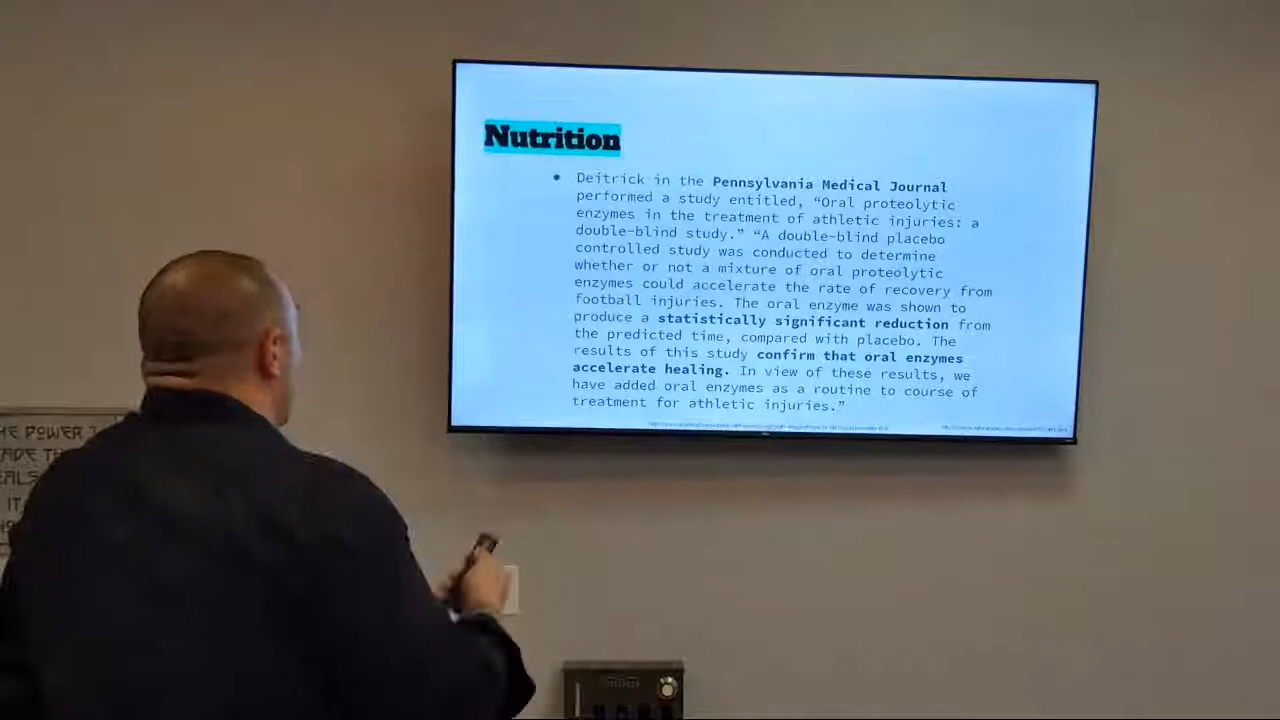 Nutrition
● Deitrick in the Pennsylvania Medical Journal
performed a study entitled, “Oral proteolytic
enzymes in the treatment of athletic injuries: a
double-blind study.” “A double-blind placebo
controlled study was conducted to determine
whether or not a mixture of oral proteolytic
enzymes could accelerate the rate of recovery from
football injuries. The oral enzyme was shown to
produce a statistically significant reduction from
the predicted time, compared with placebo. The
results of this study confirm that oral enzymes
accelerate healing. In view of these results, we
have added oral enzymes as a routine to course of
treatment for athletic injuries.”
HE POWER T
ADE TH
EALS
IT